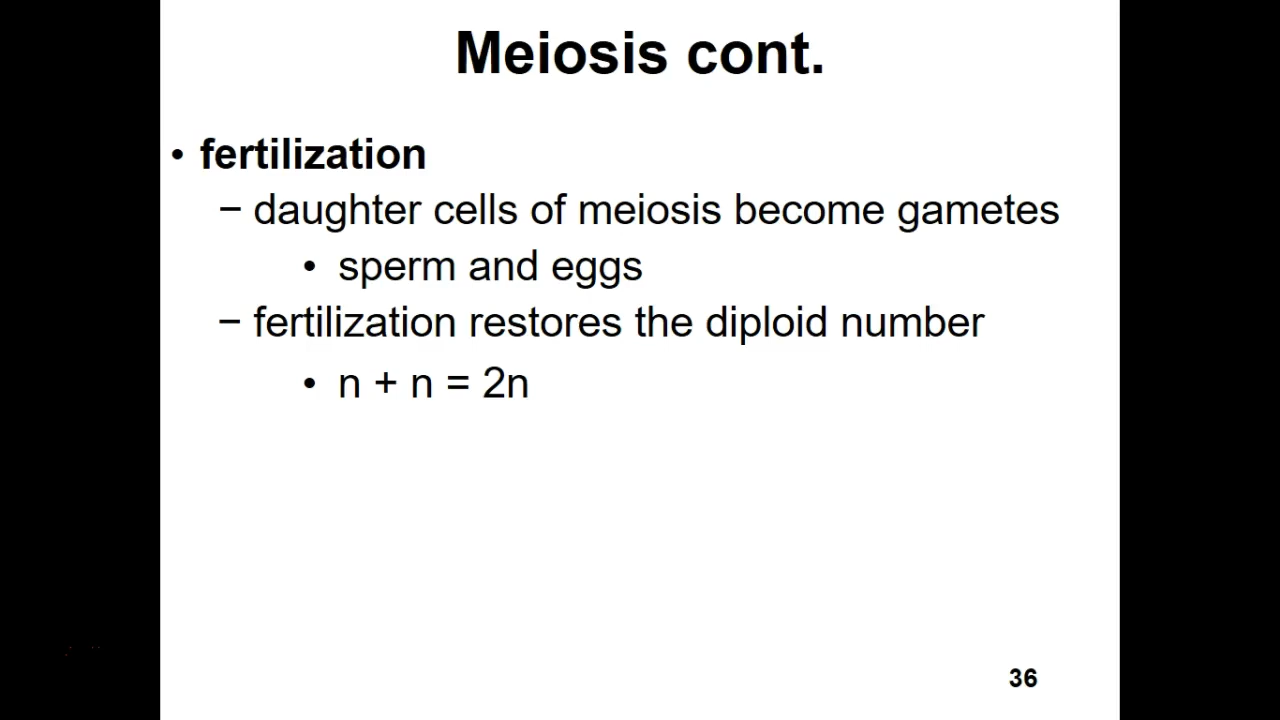 Meiosis cont.
• fertilization
– daughter cells of meiosis become gametes
• sperm and eggs
– fertilization restores the diploid number
• n + n = 2n
36